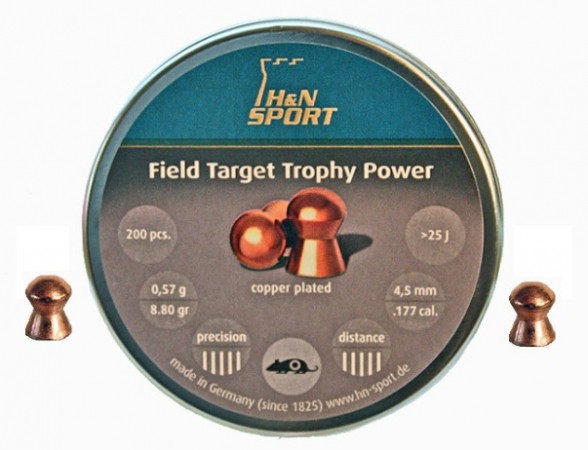 H&N
SPORT
Field Target Trophy Power
200 pcs.
>25 J
copper plated
0,57 g
8.80 gr
4,5 mm
.177 cal.
precision
distance
made in Germany (since 1825) www.hn-sport.de